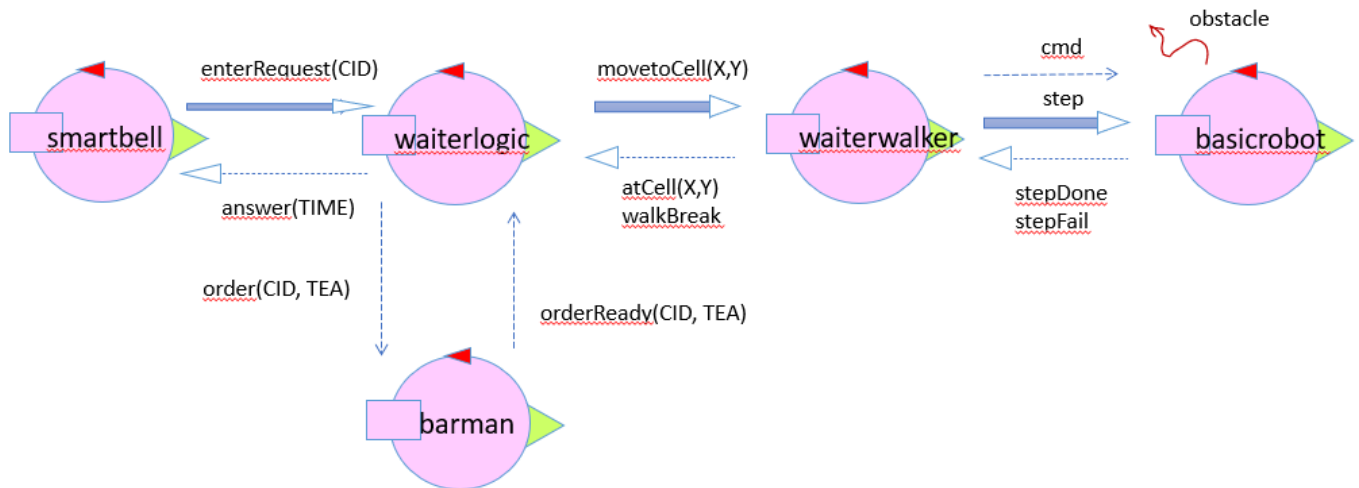 obstacle
cmd
enterRequest(CID)
movetoCell(X,Y)
step
smartbell
waiterlogic
waiterwalker
basicrobot
answer(TIME)
atCell(X,Y)
walkBreak
stepDone
stepFail
order(CID, TEA)
orderReady(CID, TEA)
barman